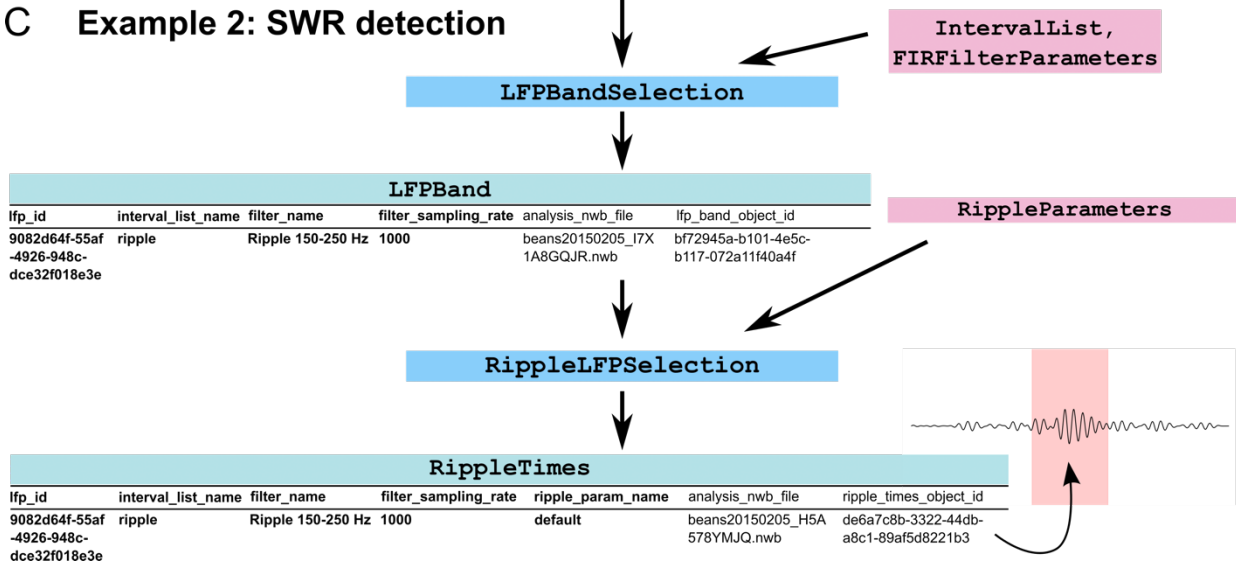 C Example 2: SWR detection
IntervalList,
FIRFilterParameters
LFPBandSelection
LFPBand
lfp_id interval_list_name filter_name filter_sampling_rate analysis_nwb_file lfp_band_object_id
9082d64f-55af ripple Ripple 150-250 Hz 1000 beans20150205_I7X bf72945a-b101-4e5c-
-4926-948c- 1A8GQJR.nwb b117-072a11f40a4f
dce32f018e3e
RippleParameters
RippleLFPSelection
RippleTimes
lfp_id interval_list_name filter_name filter_sampling_rate ripple_param_name analysis_nwb_file ripple_times_object_id
9082d64f-55af ripple Ripple 150-250 Hz 1000 default beans20150205_H5A de6a7c8b-3322-44db-
-4926-948c- 578YMJQ.nwb a8c1-89af5d8221b3
dce32f018e3e